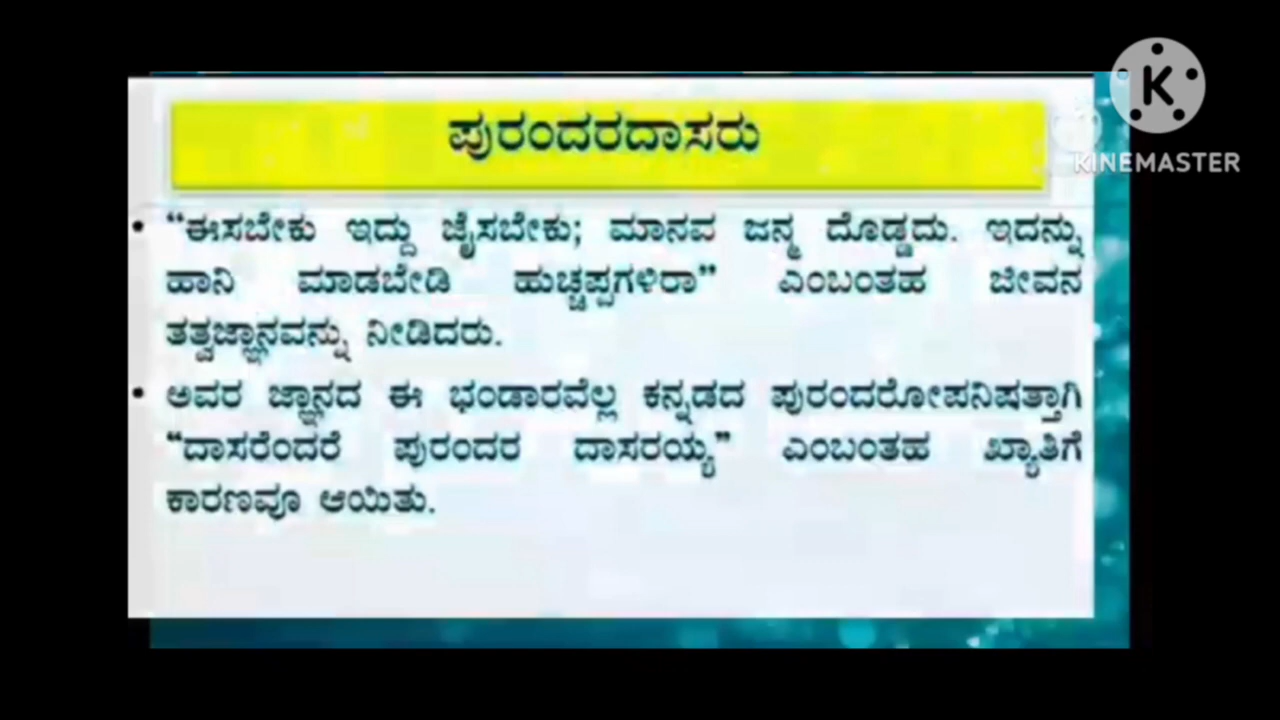 ಪುರಂದರದಾಸರು
KINEMASTER
• “ಈಸಬೇಕು ಇದ್ದು ಜೈಸಬೇಕು; ಮಾನವ ಜನ್ಮ ದೊಡ್ಡದು. ಇದನ್ನು
ಹಾನಿ ಮಾಡಬೇಡಿ ಹುಚ್ಚಪ್ಪಗಳಿರಾ” ಎಂಬಂತಹ ಜೀವನ
ತತ್ವಜ್ಞಾನವನ್ನು ನೀಡಿದರು.
• ಅವರ ಜ್ಞಾನದ ಈ ಭಂಡಾರವೆಲ್ಲ ಕನ್ನಡದ ಪುರಂದರೋಪನಿಷತ್ತಾಗಿ
“ದಾಸರೆಂದರೆ ಪುರಂದರ ದಾಸರಯ್ಯ” ಎಂಬಂತಹ ಖ್ಯಾತಿಗೆ
ಕಾರಣವೂ ಆಯಿತು.